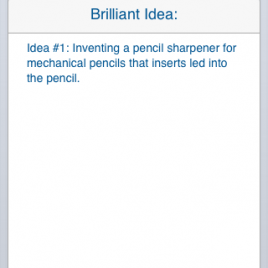 Brilliant Idea:
Idea #1: Inventing a pencil sharpener for
mechanical pencils that inserts led into
the pencil.